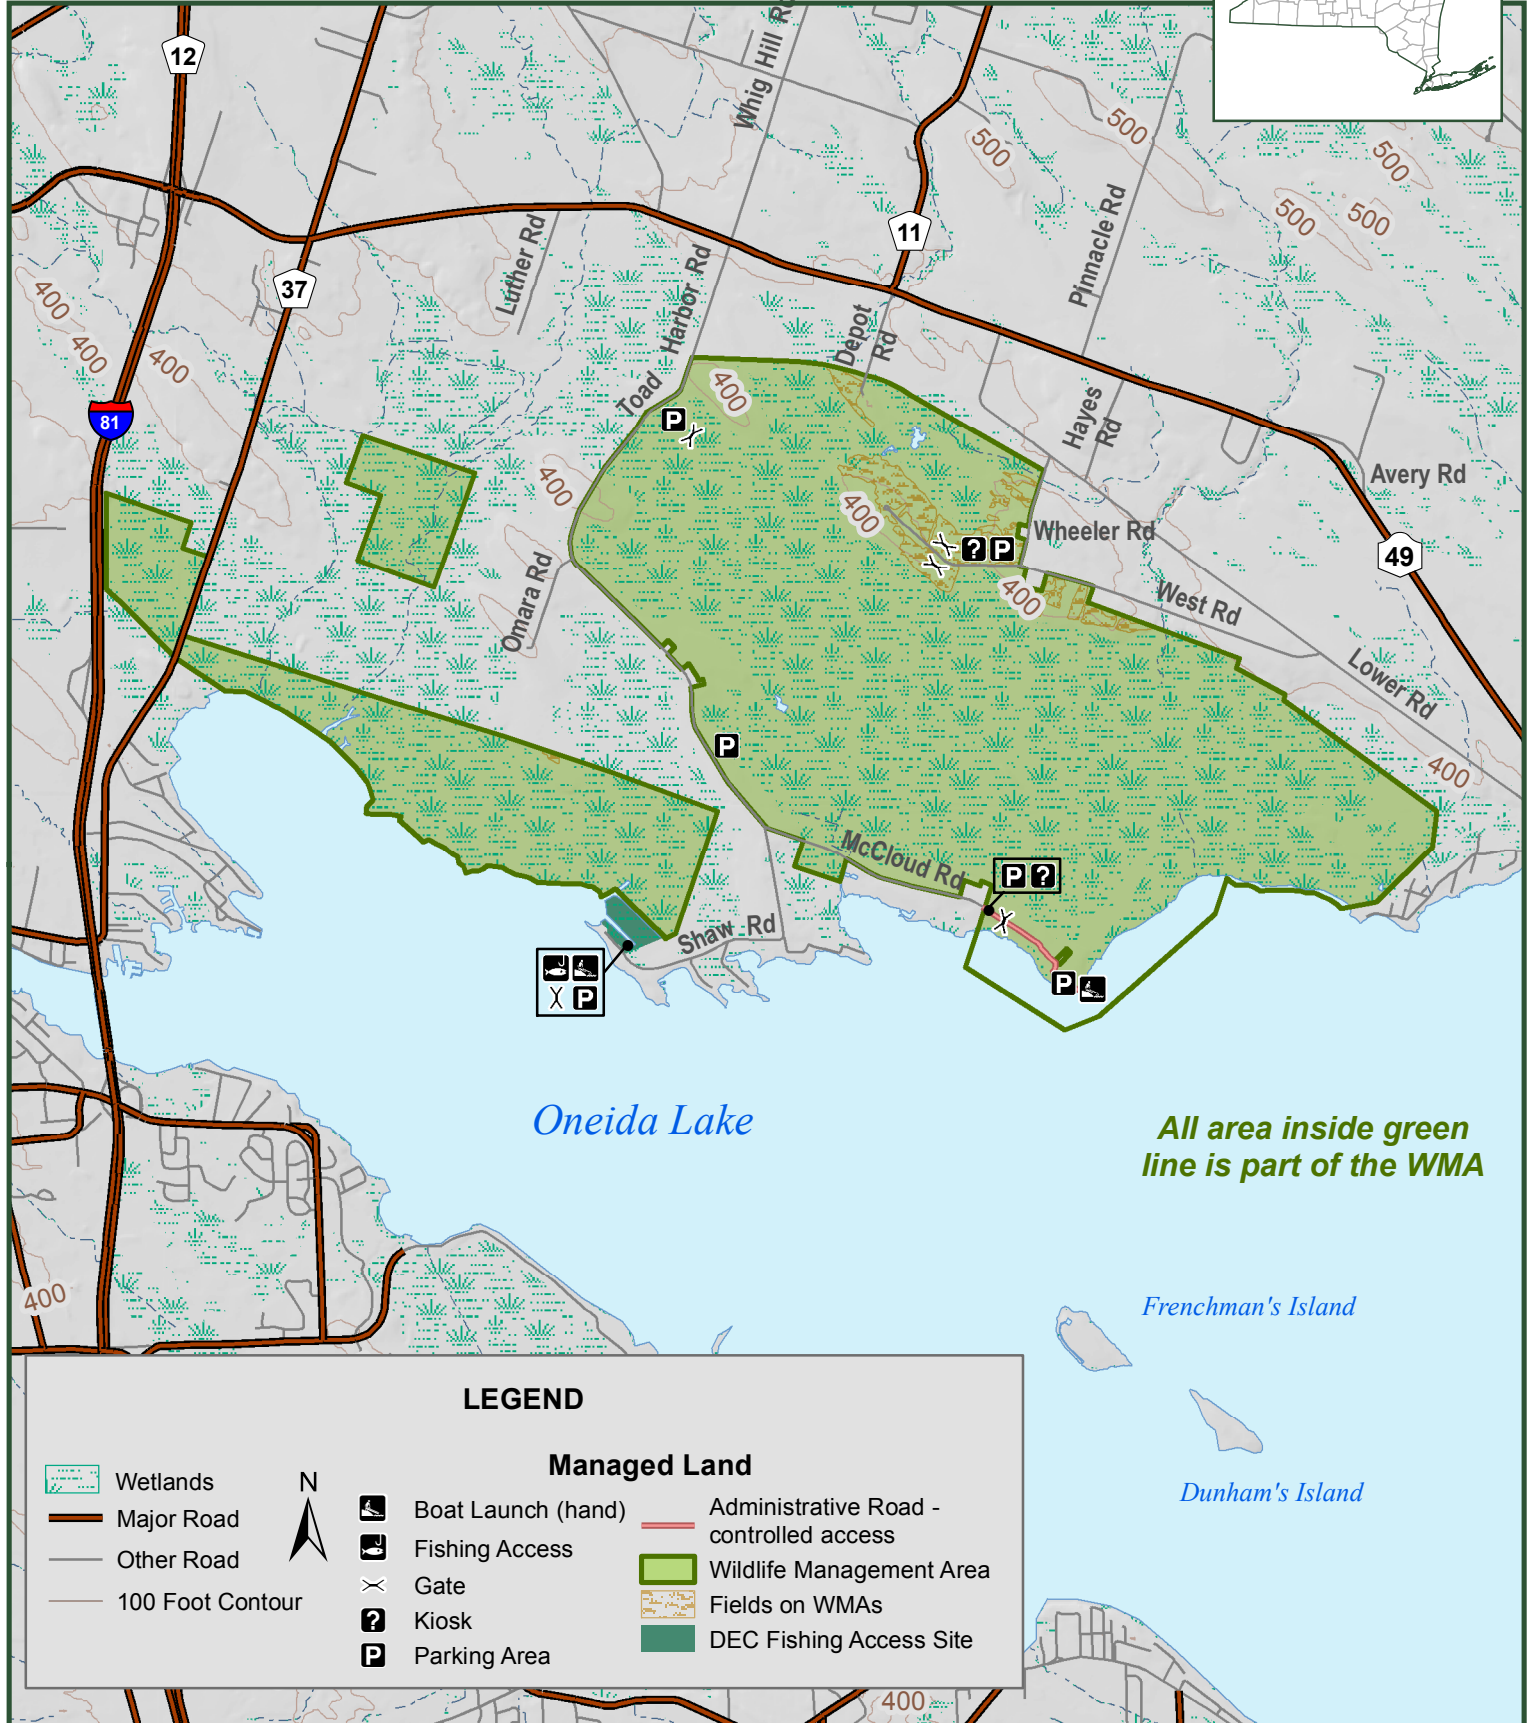 12
Whig Hill Rd
500
500
500
500
500
11
Pinnacle Rd
Luther Rd
37
Harbor Rd
Toad
400
400
400
81
Depot
Rd
400
Hayes
Rd
Avery Rd
400
400
Wheeler Rd
49
Omara Rd
400
West Rd
Lower Rd
400
McCloud Rd
Shaw Rd
P
P
? P
P ?
P
P
Oneida Lake
All area inside green
line is part of the WMA
400
Frenchman's Island
Dunham's Island
LEGEND
Managed Land
Wetlands
Major Road
Other Road
100 Foot Contour
N
Boat Launch (hand)
Fishing Access
Gate
? Kiosk
P Parking Area
Administrative Road -
controlled access
Wildlife Management Area
Fields on WMAs
DEC Fishing Access Site
400